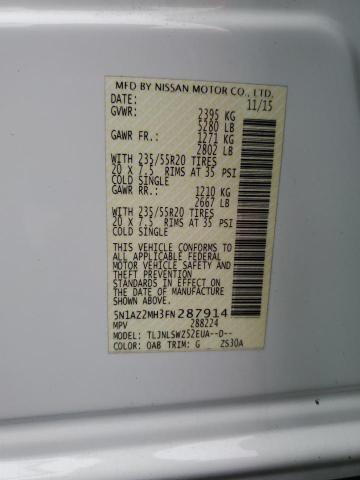 MFD BY NISSAN MOTOR CO., LTD.
DATE: 11/15
GVWR: 2395 KG
5280 LB
GAWR FR.: 1271 KG
2802 LB
WITH 235/55R20 TIRES
20 X 7.5 RIMS AT 35 PSI
COLD SINGLE
GAWR RR.: 1210 KG
2667 LB
WITH 235/55R20 TIRES
20 X 7.5 RIMS AT 35 PSI
COLD SINGLE
THIS VEHICLE CONFORMS TO
ALL APPLICABLE FEDERAL
MOTOR VEHICLE SAFETY AND
THEFT PREVENTION
STANDARDS IN EFFECT ON
THE DATE OF MANUFACTURE
SHOWN ABOVE.
5N1AZ2MH3FN287914
MPV 288224
MODEL: TLJNLSWZ52EUA--D--
COLOR: QAB TRIM: G ZS30A